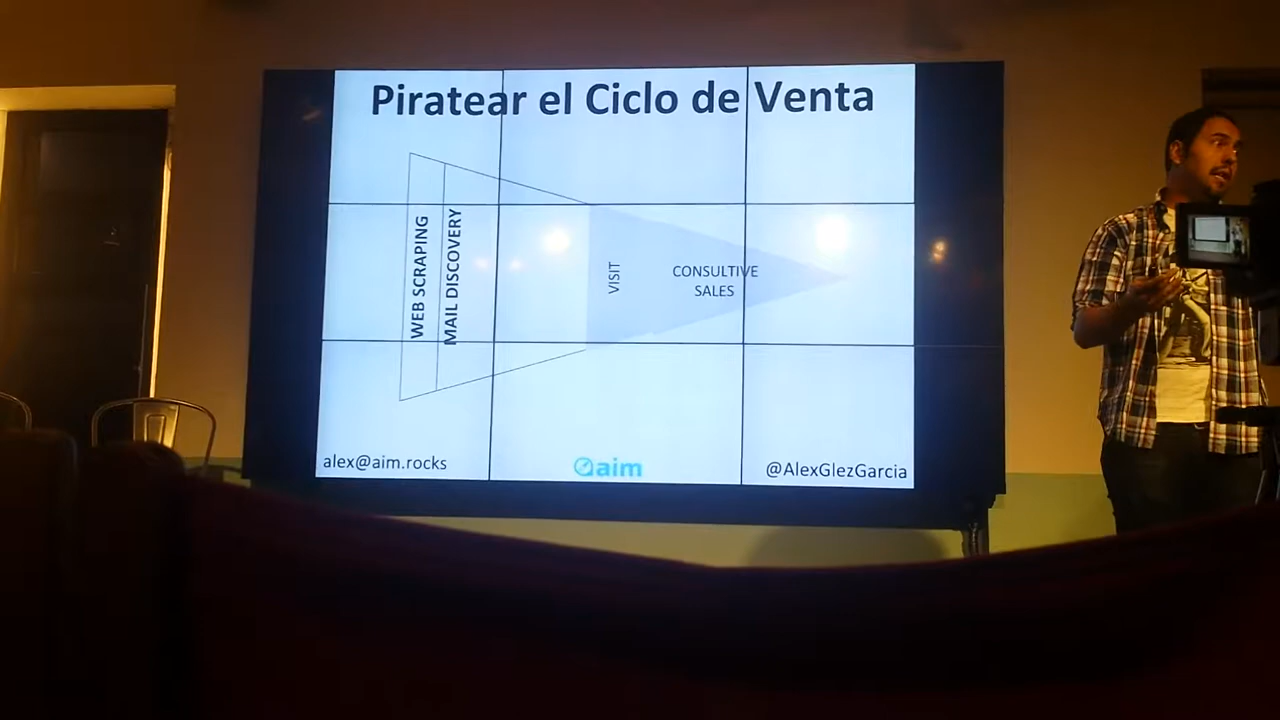 Piratear el Ciclo de Venta
WEB SCRAPING
MAIL DISCOVERY
VISIT
CONSULTIVE
SALES
alex@aim.rocks
aim
@AlexGlezGarcia